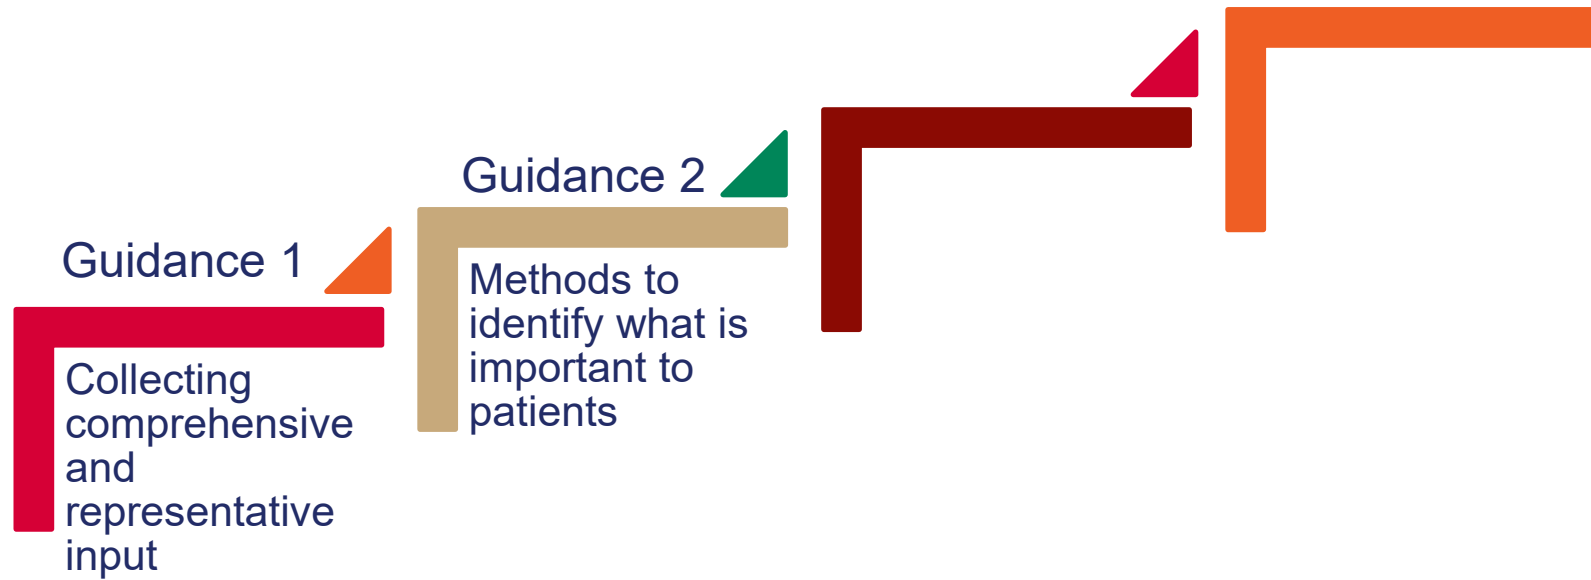 Guidance 1
Collecting
comprehensive
and
representative
input
Guidance 2
Methods to
identify what is
important to
patients